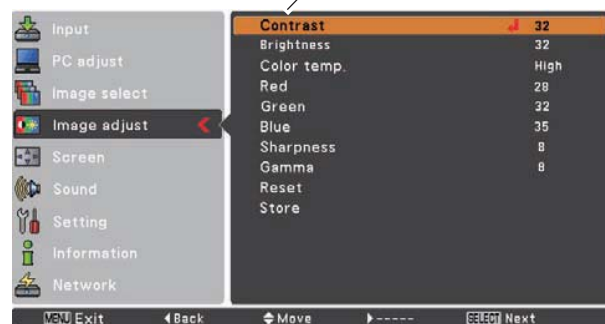 Input
PC adjust
Image select
Image adjust
Screen
Sound
Setting
Information
Network
Contrast 32
Brightness 32
Color temp. High
Red 28
Green 32
Blue 35
Sharpness 8
Gamma 8
Reset
Store
MENU Exit ◀Back Move ▶----- SELECT Next